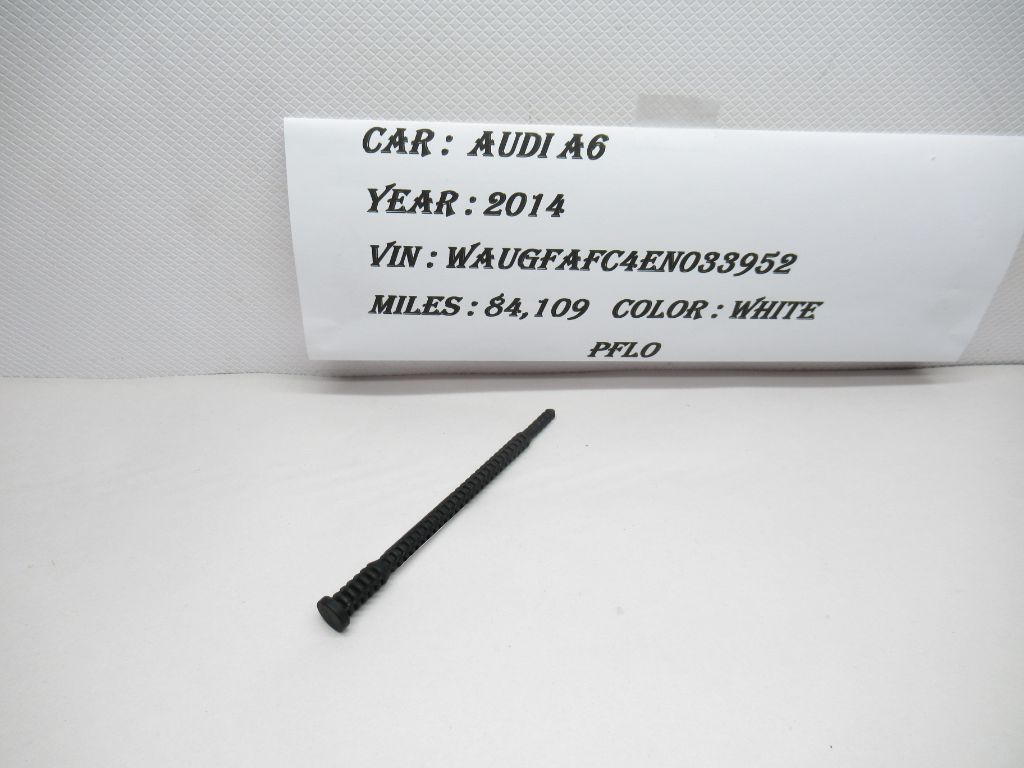 CAR : AUDI A6
YEAR : 2014
VIN : WAUGFAFC4EN033952
MILES : 84,109 COLOR : WHITE
PFLO